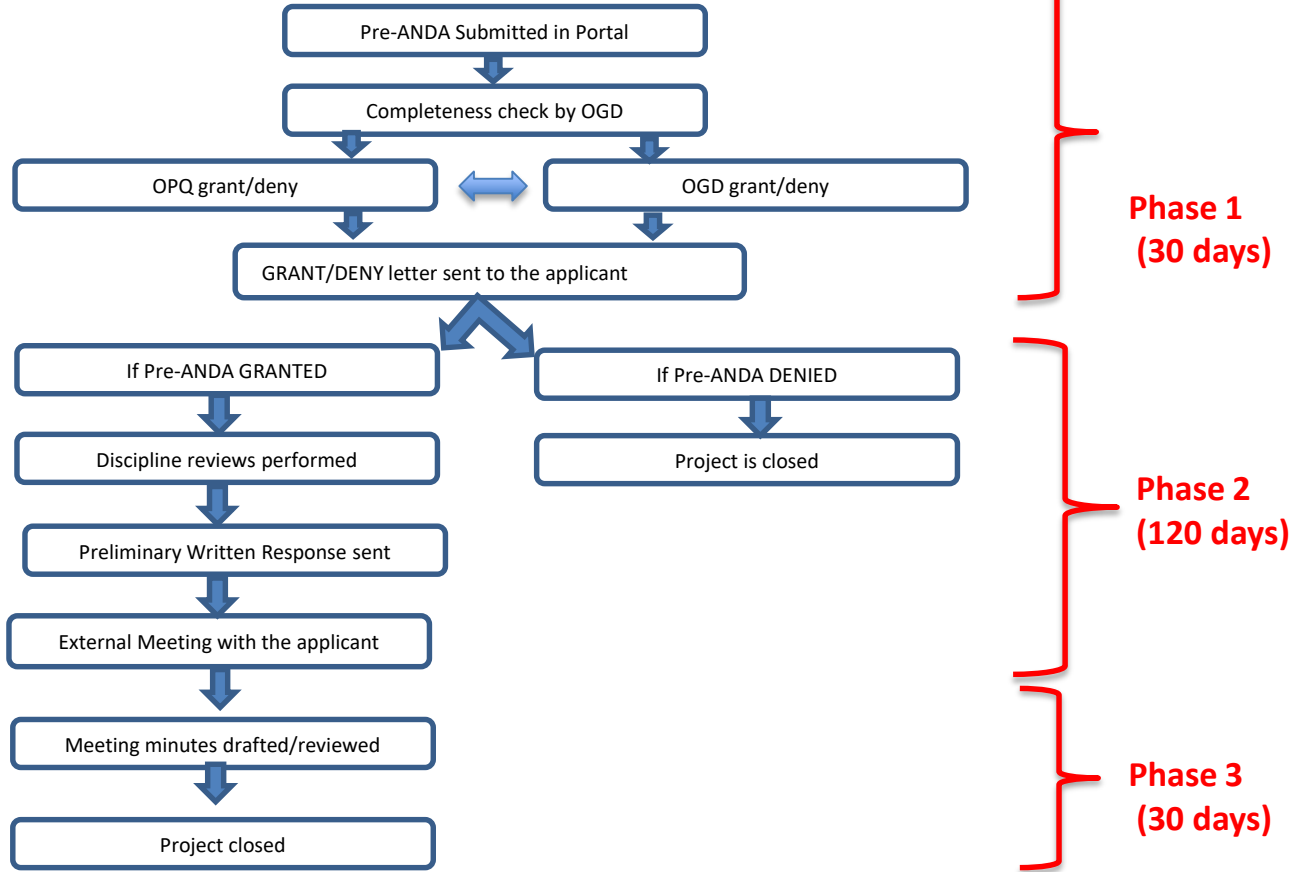 Pre-ANDA Submitted in Portal
Completeness check by OGD
OPQ grant/deny
OGD grant/deny
GRANT/DENY letter sent to the applicant
Phase 1
(30 days)
If Pre-ANDA GRANTED
If Pre-ANDA DENIED
Discipline reviews performed
Project is closed
Preliminary Written Response sent
External Meeting with the applicant
Phase 2
(120 days)
Meeting minutes drafted/reviewed
Project closed
Phase 3
(30 days)